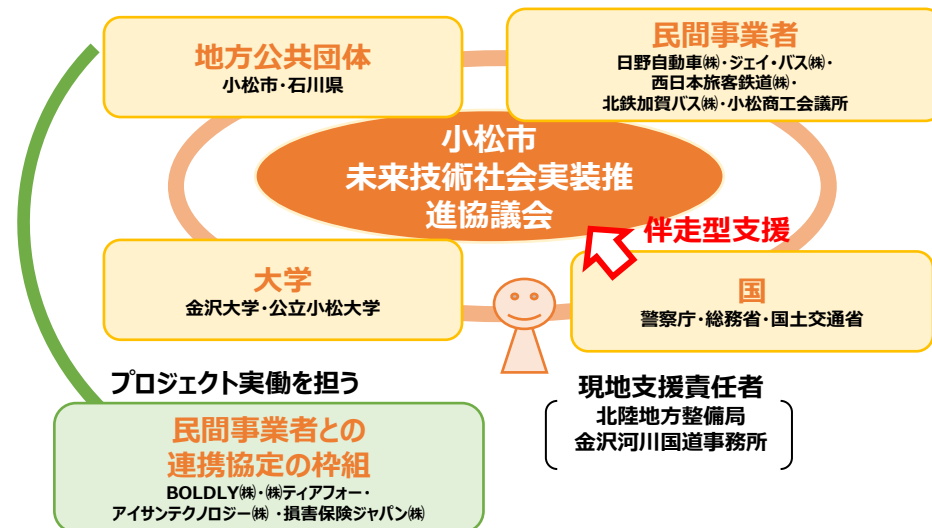 地方公共団体
小松市・石川県
民間事業者
日野自動車㈱・ジェイ・バス㈱・
西日本旅客鉄道㈱・
北鉄加賀バス㈱・小松商工会議所
小松市
未来技術社会実装推
進協議会
伴走型支援
大学
金沢大学・公立小松大学
国
警察庁・総務省・国土交通省
プロジェクト実働を担う
民間事業者との
連携協定の枠組
BOLDLY㈱・㈱ティアフォー・
アイサンテクノロジー㈱・損害保険ジャパン㈱
現地支援責任者
北陸地方整備局
金沢河川国道事務所